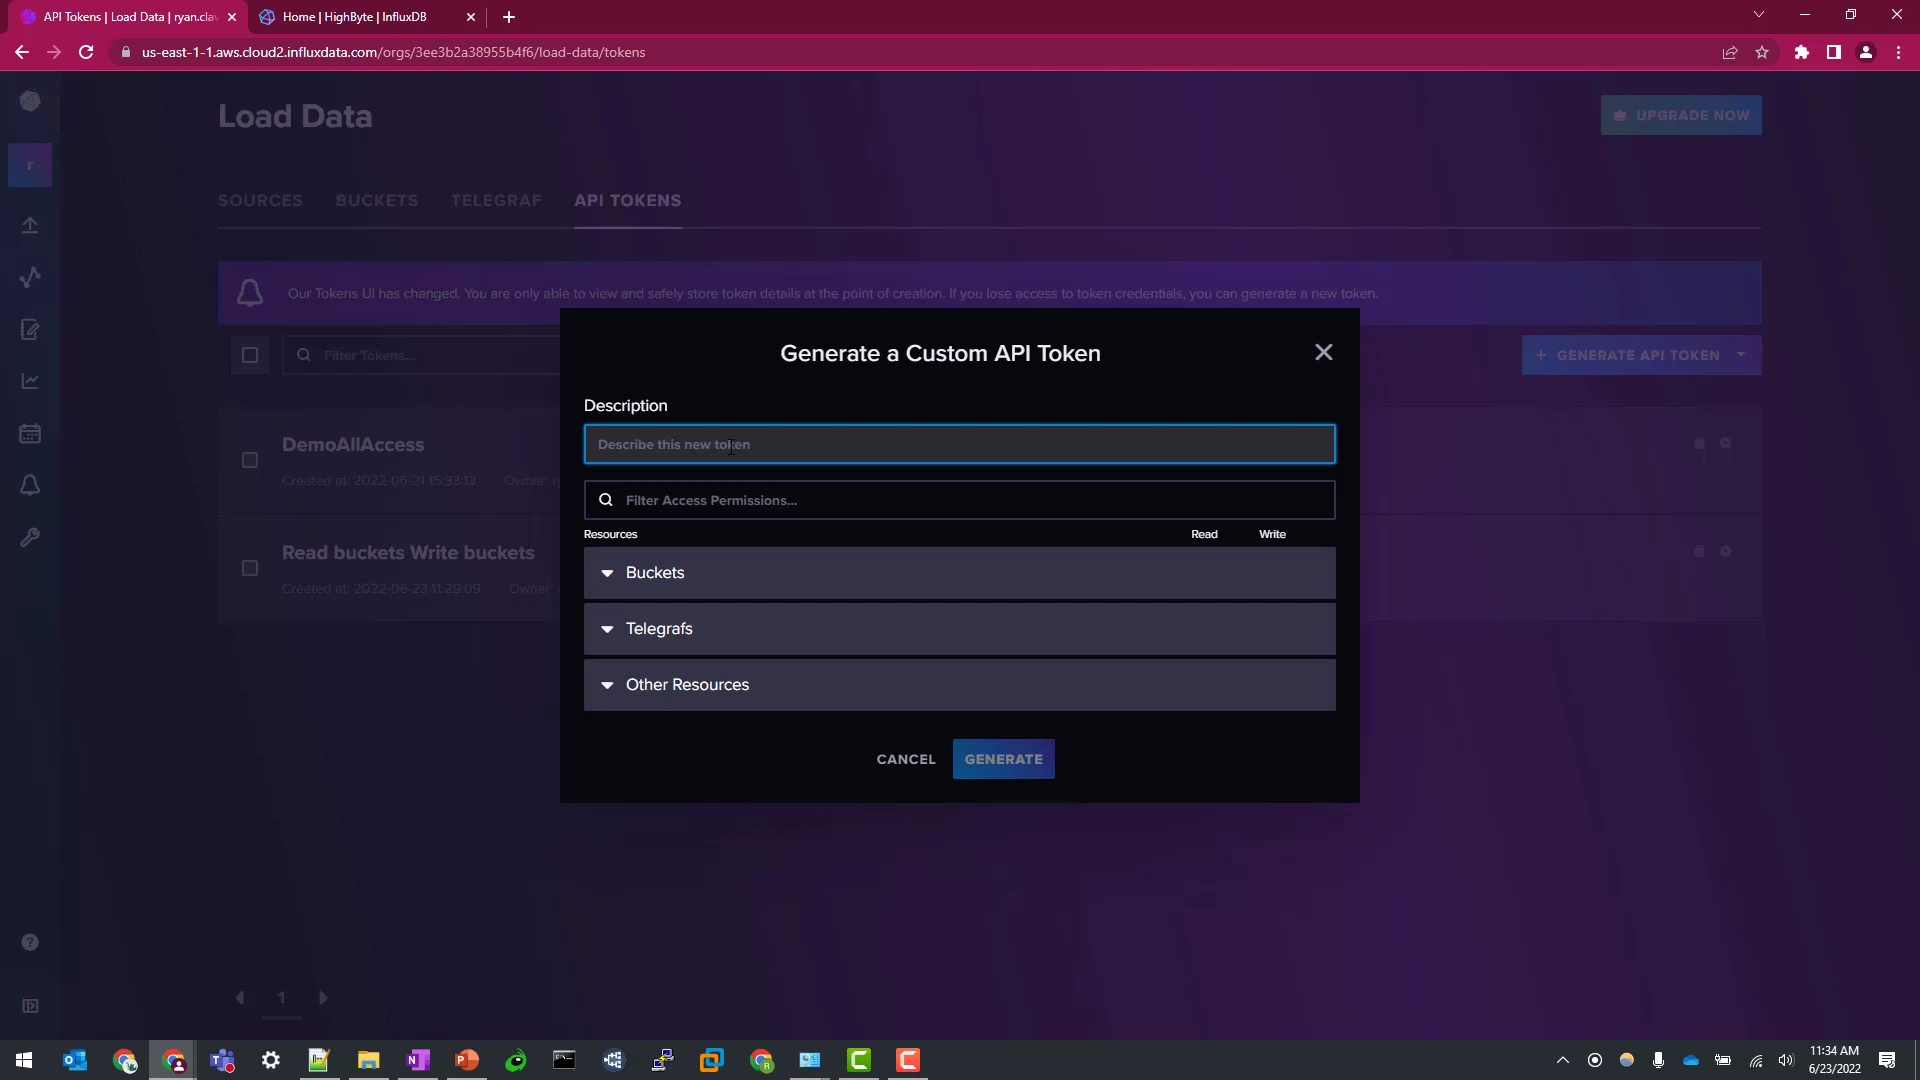 API Tokens | Load Data | ryan.clav
Home | HighByte | InfluxDB
us-east-1-1.aws.cloud2.influxdata.com/orgs/3ee3b2a38955b4f6/load-data/tokens
Load Data
UPGRADE NOW
r
SOURCES BUCKETS TELEGRAF API TOKENS
Our Tokens UI has changed. You are only able to view and safely store token details at the point of creation. If you lose access to token credentials, you can generate a new token.
Filter Tokens...
+ GENERATE API TOKEN
Generate a Custom API Token
Description
Describe this new token
Filter Access Permissions...
Resources Read Write
Buckets
Telegrafs
Other Resources
CANCEL GENERATE
DemoAllAccess
Created at: 2022-06-21 15:33:13
Read buckets Write buckets
Created at: 2022-06-23 11:29:09
1
11:34 AM
6/23/2022